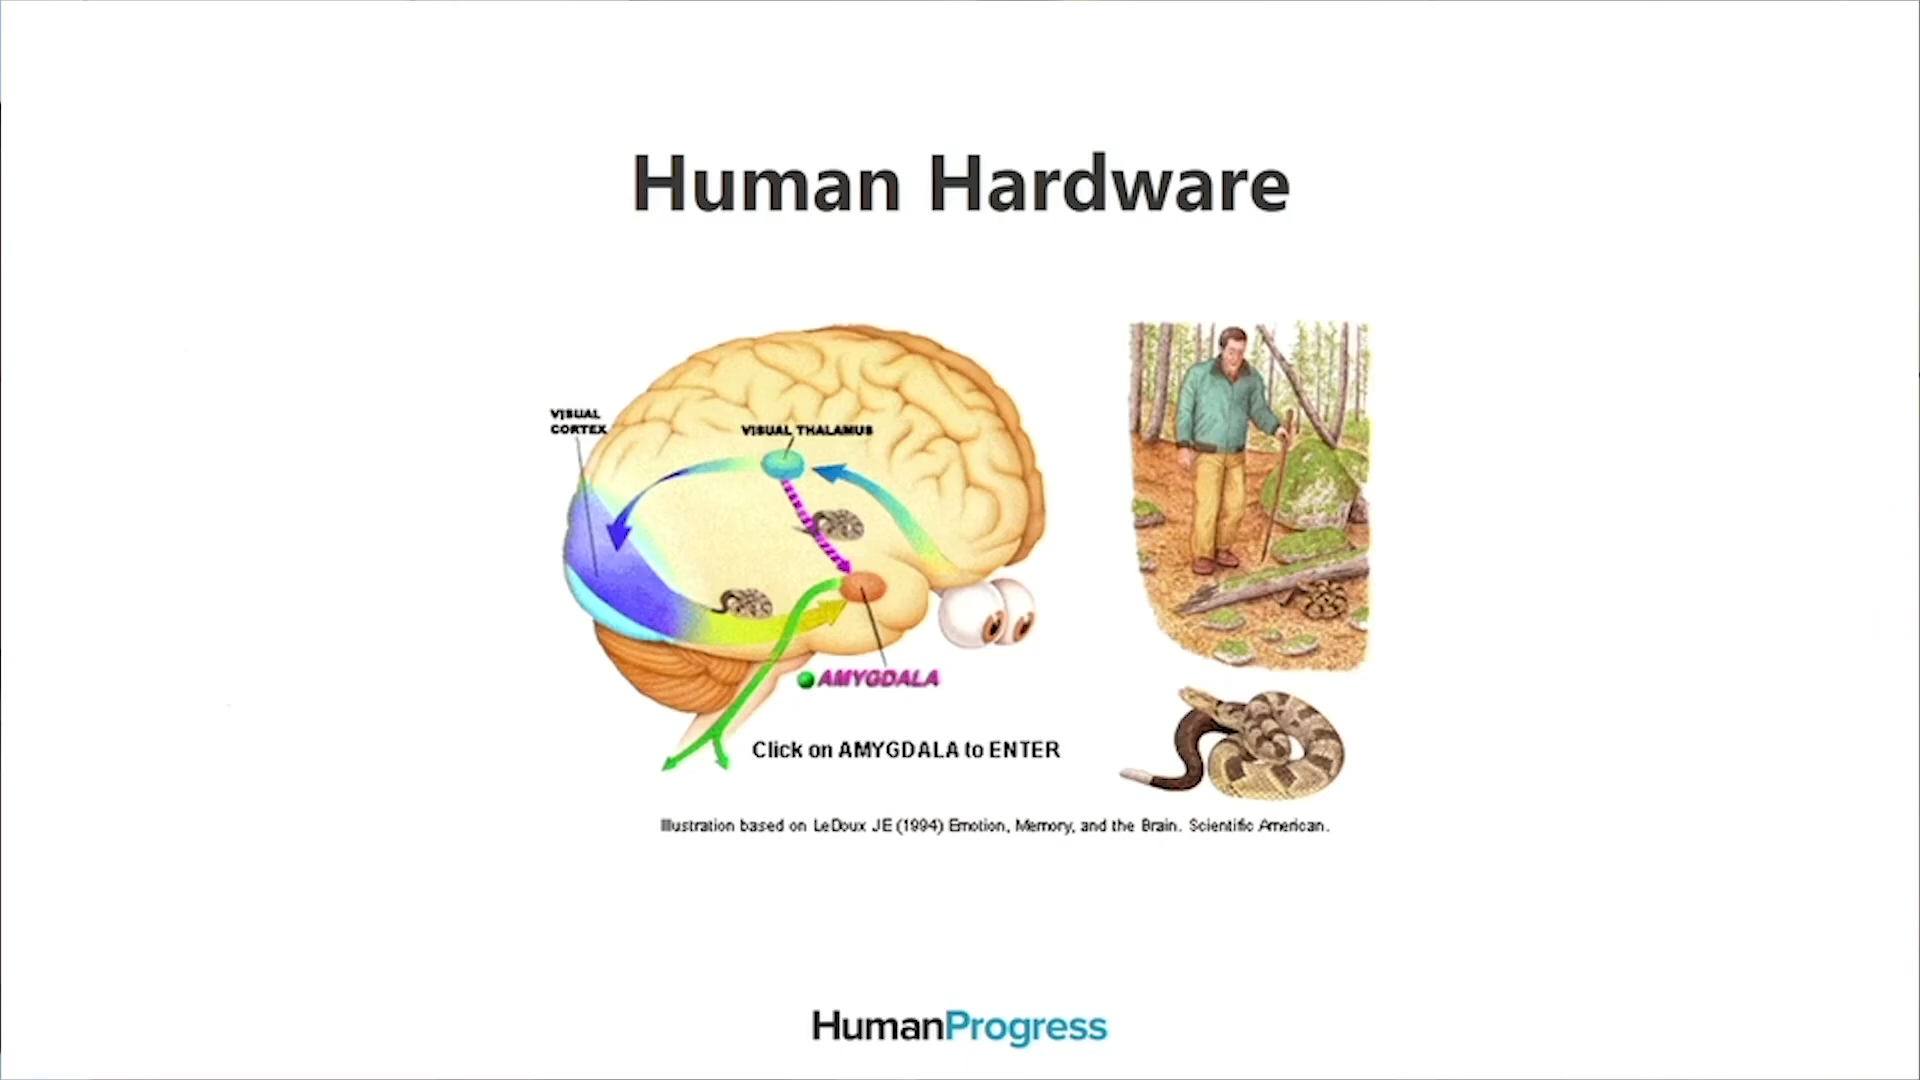 Human Hardware
VISUAL
CORTEX
VISUAL THALAMUS
AMYGDALA
Click on AMYGDALA to ENTER
Illustration based on LeDoux JE (1994) Emotion, Memory, and the Brain. Scientific American.
HumanProgress